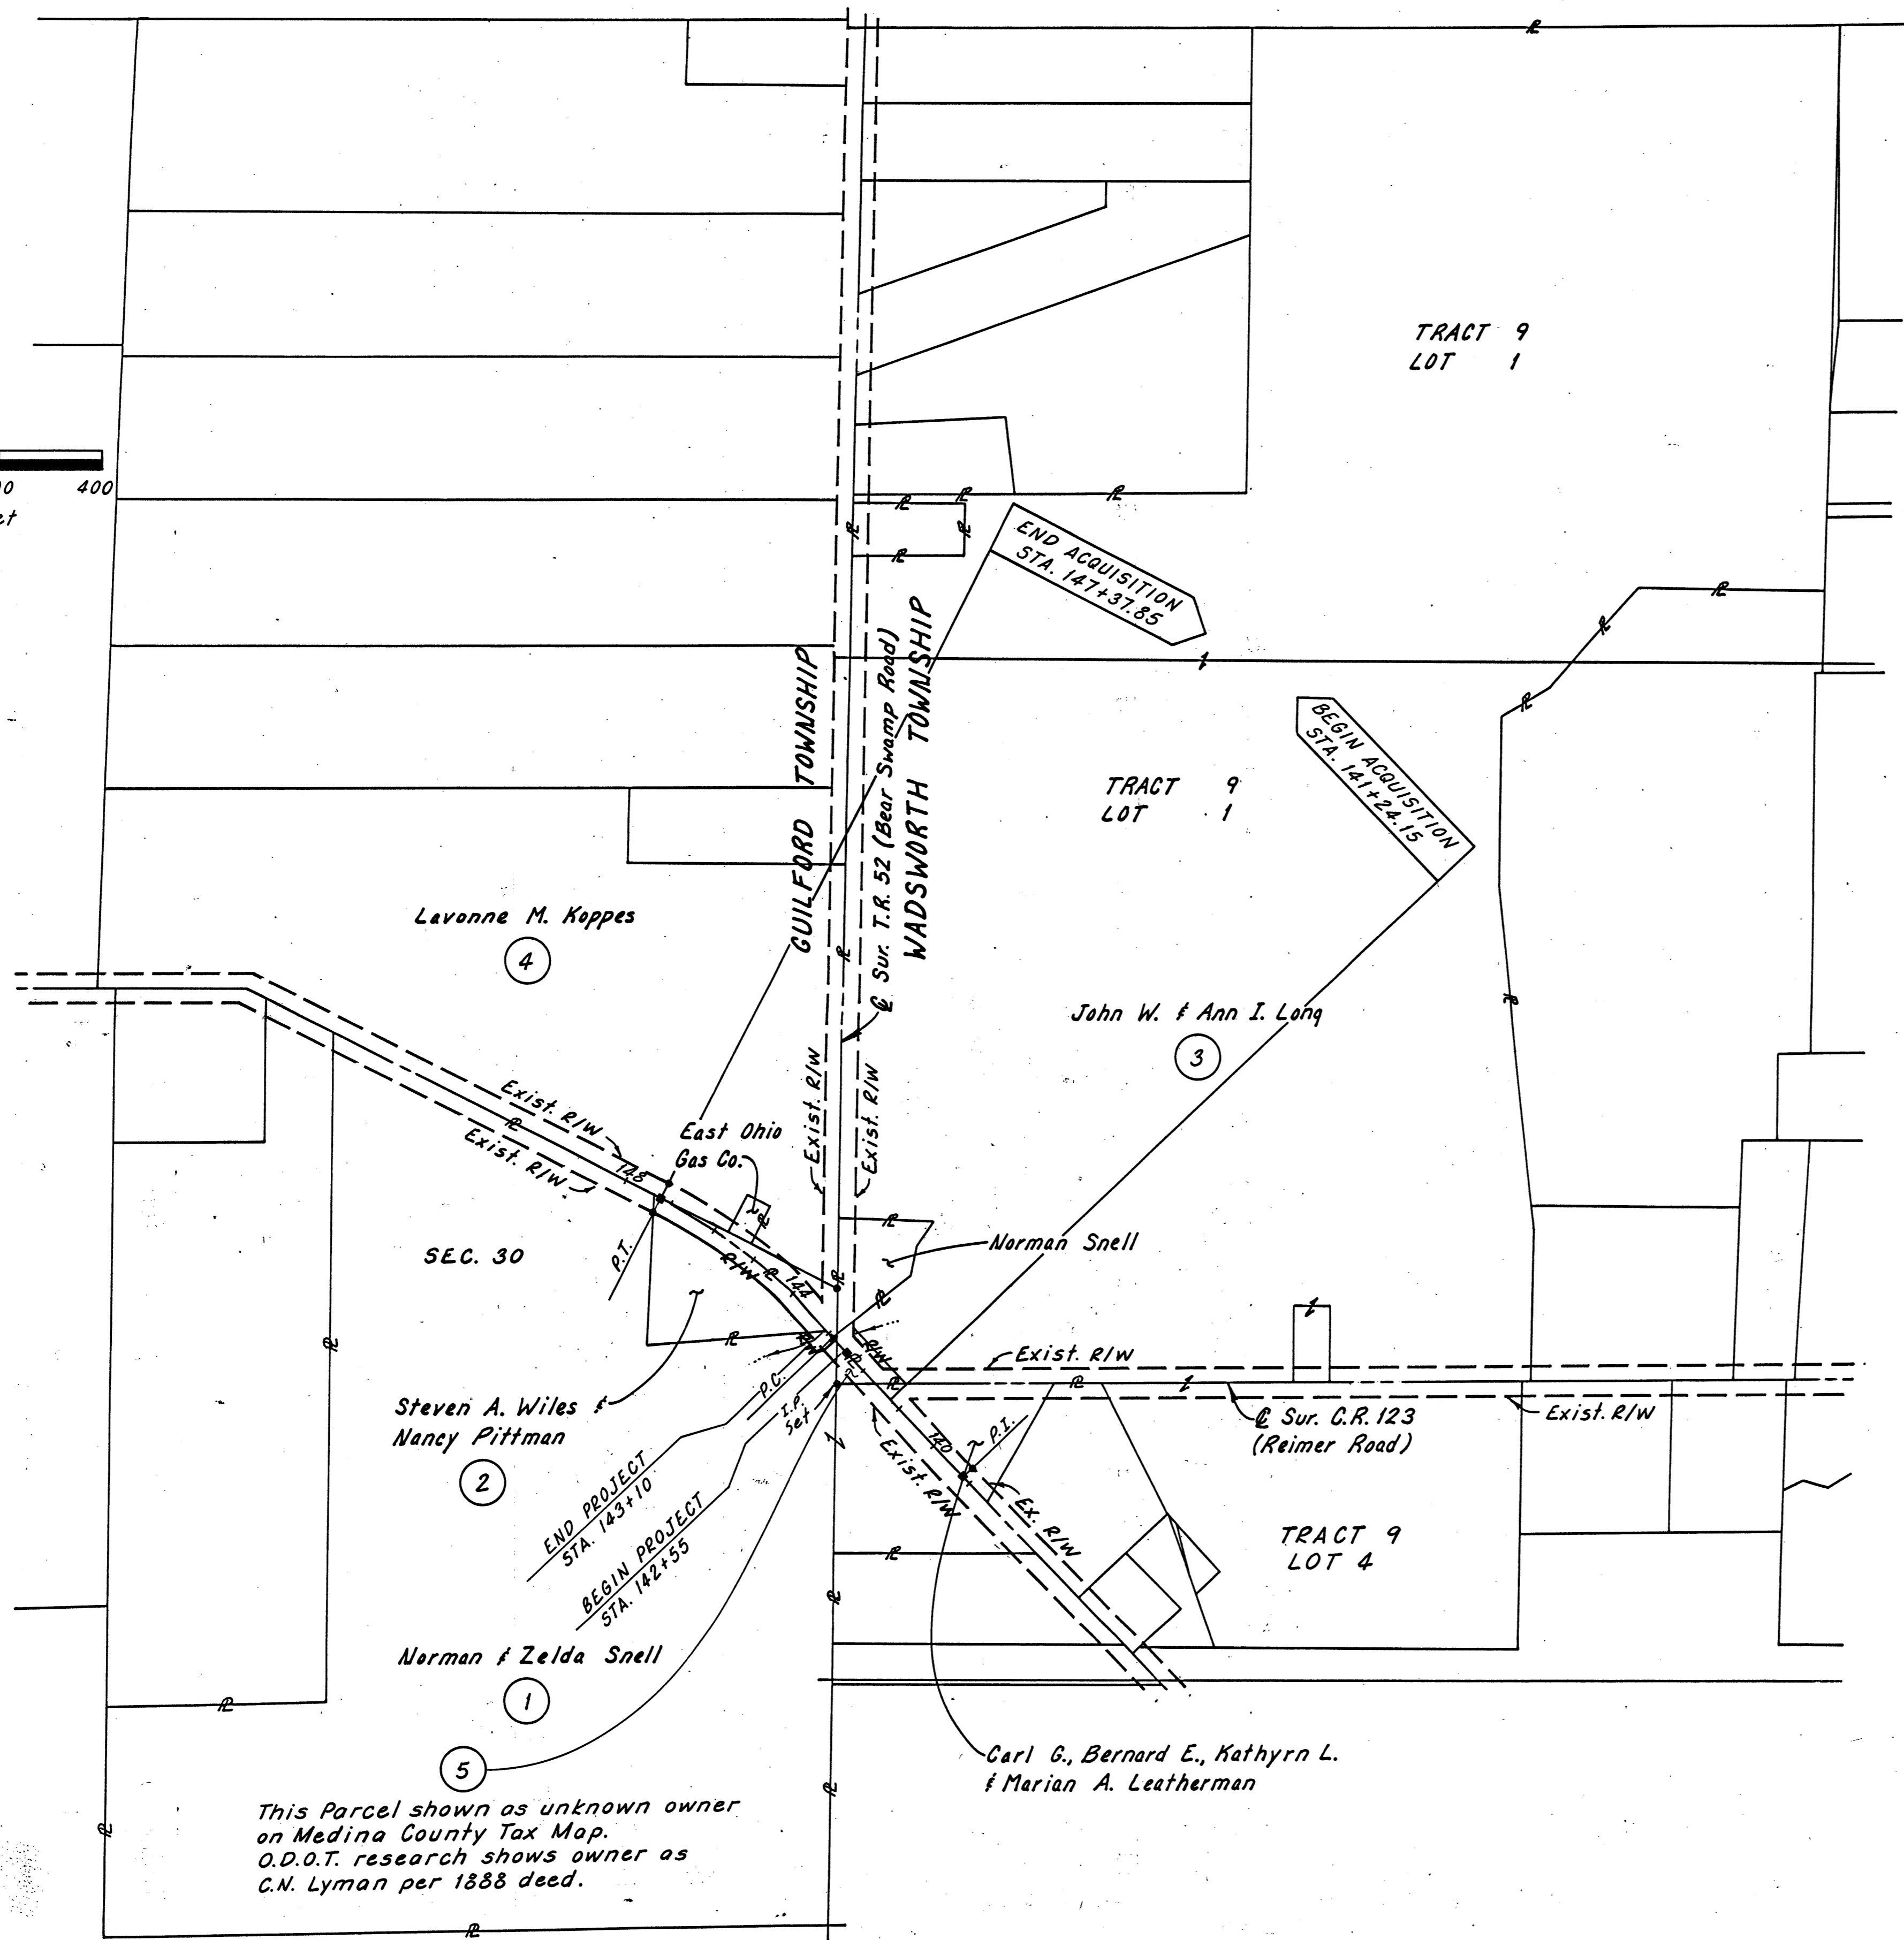 TRACT 9
LOT 1
400
END ACQUISITION
STA. 147+37.85
GUILFORD TOWNSHIP
℄ Sur. T.R. 52 (Bear Swamp Road)
WADSWORTH TOWNSHIP
BEGIN ACQUISITION
STA. 141+24.15
TRACT 9
LOT 1
Lavonne M. Koppes
4
John W. & Ann I. Long
3
Exist. R/W
Exist. R/W
Exist. R/W
Exist. R/W
148
East Ohio
Gas Co.
SEC. 30
P.T.
R/W
144
Norman Snell
R/W
R/W
Exist. R/W
P.C.
I.P.
Set
℄ Sur. C.R. 123
(Reimer Road)
Exist. R/W
Steven A. Wiles &
Nancy Pittman
2
140
P.I.
Exist. R/W
Ex. R/W
END PROJECT
STA. 143+10
BEGIN PROJECT
STA. 142+55
TRACT 9
LOT 4
Norman & Zelda Snell
1
5
Carl G., Bernard E., Kathyrn L.
& Marian A. Leatherman
This Parcel shown as unknown owner
on Medina County Tax Map.
O.D.O.T. research shows owner as
C.N. Lyman per 1888 deed.